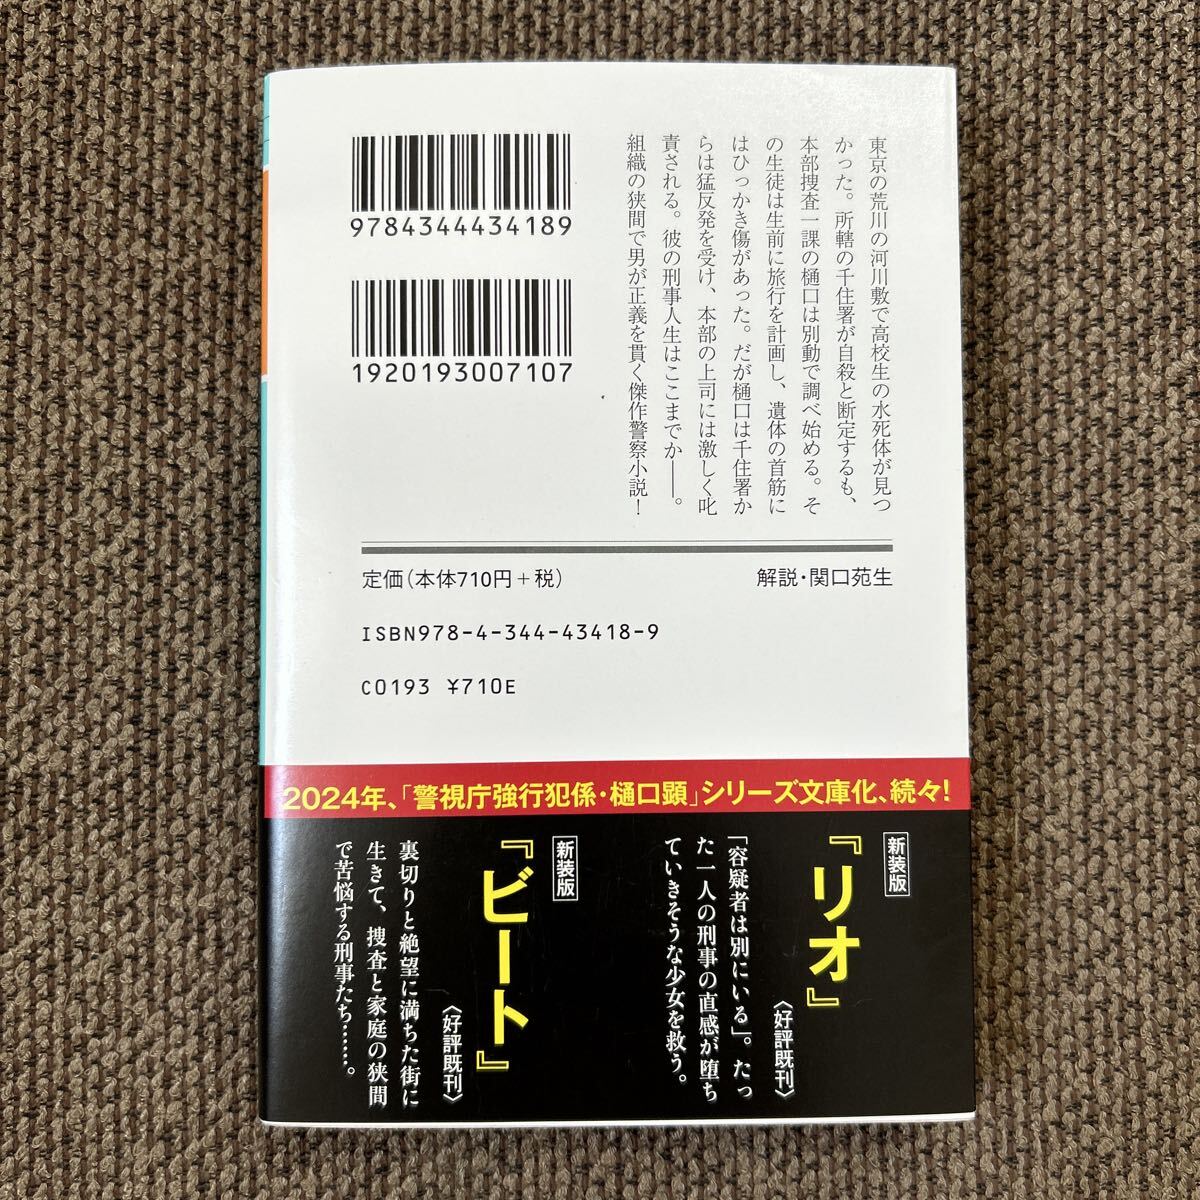 9784344434189
1920193007107
東京の荒川の河川敷で高校生の水死体が見つ
かった。所轄の千住署が自殺と断定するも、
本部捜査一課の樋口は別動で調べ始める。そ
の生徒は生前に旅行を計画し、遺体の首筋に
はひっかき傷があった。だが樋口は千住署か
らは猛反発を受け、本部の上司には激しく叱
責される。彼の刑事人生はここまでか——。
組織の狭間で男が正義を貫く傑作警察小説！
定価(本体710円＋税)
解説・関口苑生
ISBN978-4-344-43418-9
C0193 ¥710E
2024年、「警視庁強行犯係・樋口顕」シリーズ文庫化、続々！
新装版
『リオ』
〈好評既刊〉
「容疑者は別にいる」。たっ
た一人の刑事の直感が堕ち
ていきそうな少女を救う。
新装版
『ビート』
〈好評既刊〉
裏切りと絶望に満ちた街に
生きて、捜査と家庭の狭間
で苦悩する刑事たち……。